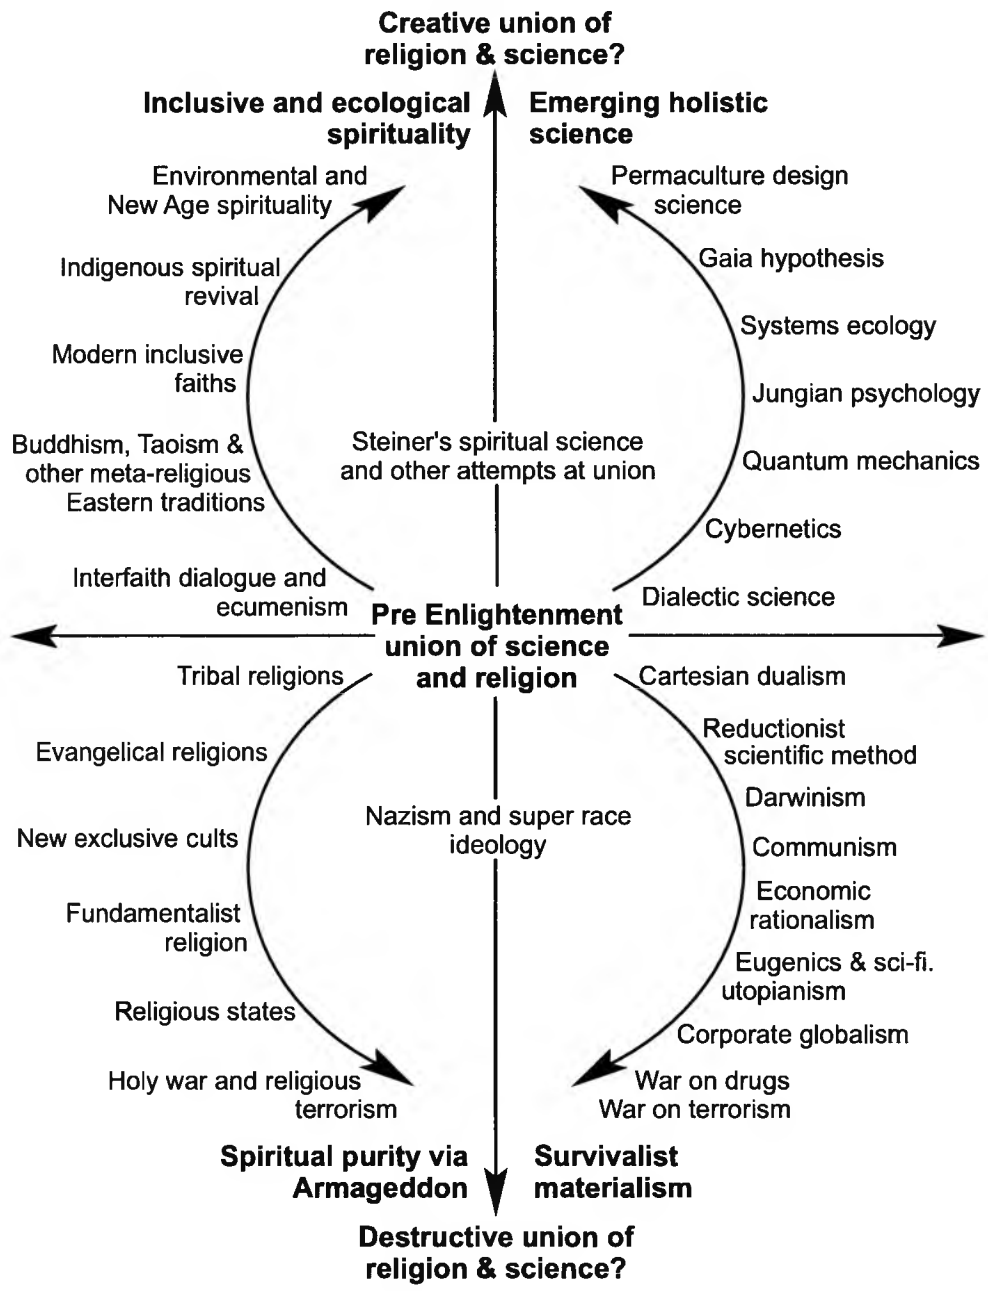 Creative union of
religion & science?
Inclusive and ecological
spirituality
Emerging holistic
science
Environmental and
New Age spirituality
Permaculture design
science
Indigenous spiritual
revival
Gaia hypothesis
Systems ecology
Modern inclusive
faiths
Jungian psychology
Buddhism, Taoism &
other meta-religious
Eastern traditions
Steiner's spiritual science
and other attempts at union
Quantum mechanics
Cybernetics
Interfaith dialogue and
ecumenism
Dialectic science
Pre Enlightenment
union of science
and religion
Tribal religions
Cartesian dualism
Evangelical religions
Reductionist
scientific method
Darwinism
New exclusive cults
Nazism and super race
ideology
Communism
Economic
rationalism
Fundamentalist
religion
Eugenics & sci-fi.
utopianism
Religious states
Corporate globalism
Holy war and religious
terrorism
War on drugs
War on terrorism
Spiritual purity via
Armageddon
Survivalist
materialism
Destructive union of
religion & science?